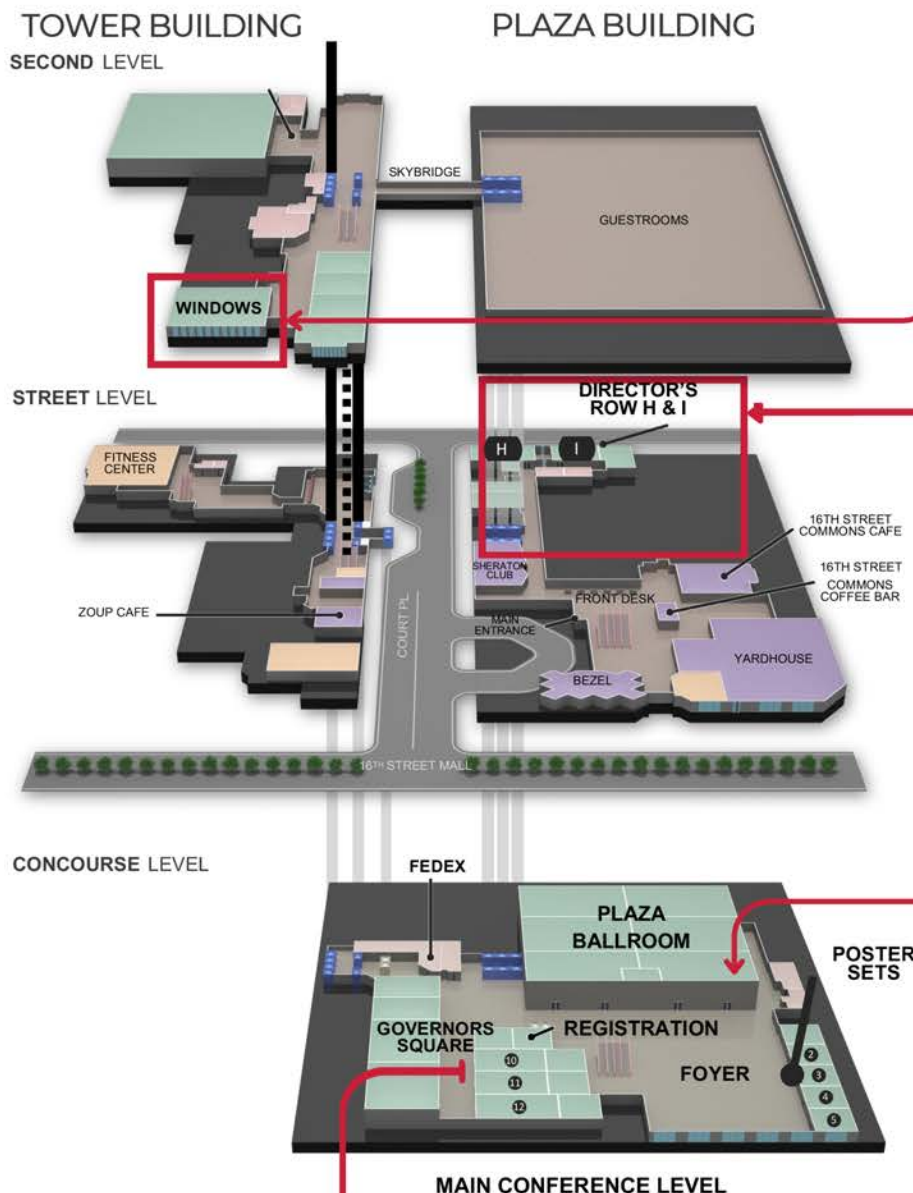 TOWER BUILDING
PLAZA BUILDING
SECOND LEVEL
SKYBRIDGE
GUESTROOMS
WINDOWS
STREET LEVEL
DIRECTOR'S
ROW H & I
H
I
FITNESS
CENTER
16TH STREET
COMMONS CAFE
SHERATON
CLUB
16TH STREET
COMMONS
COFFEE BAR
FRONT DESK
ZOUP CAFE
MAIN
ENTRANCE
COURT PL
YARDHOUSE
BEZEL
16TH STREET MALL
CONCOURSE LEVEL
FEDEX
PLAZA
BALLROOM
POSTER
SETS
GOVERNORS
SQUARE
REGISTRATION
10
11
12
FOYER
2
3
4
5
MAIN CONFERENCE LEVEL